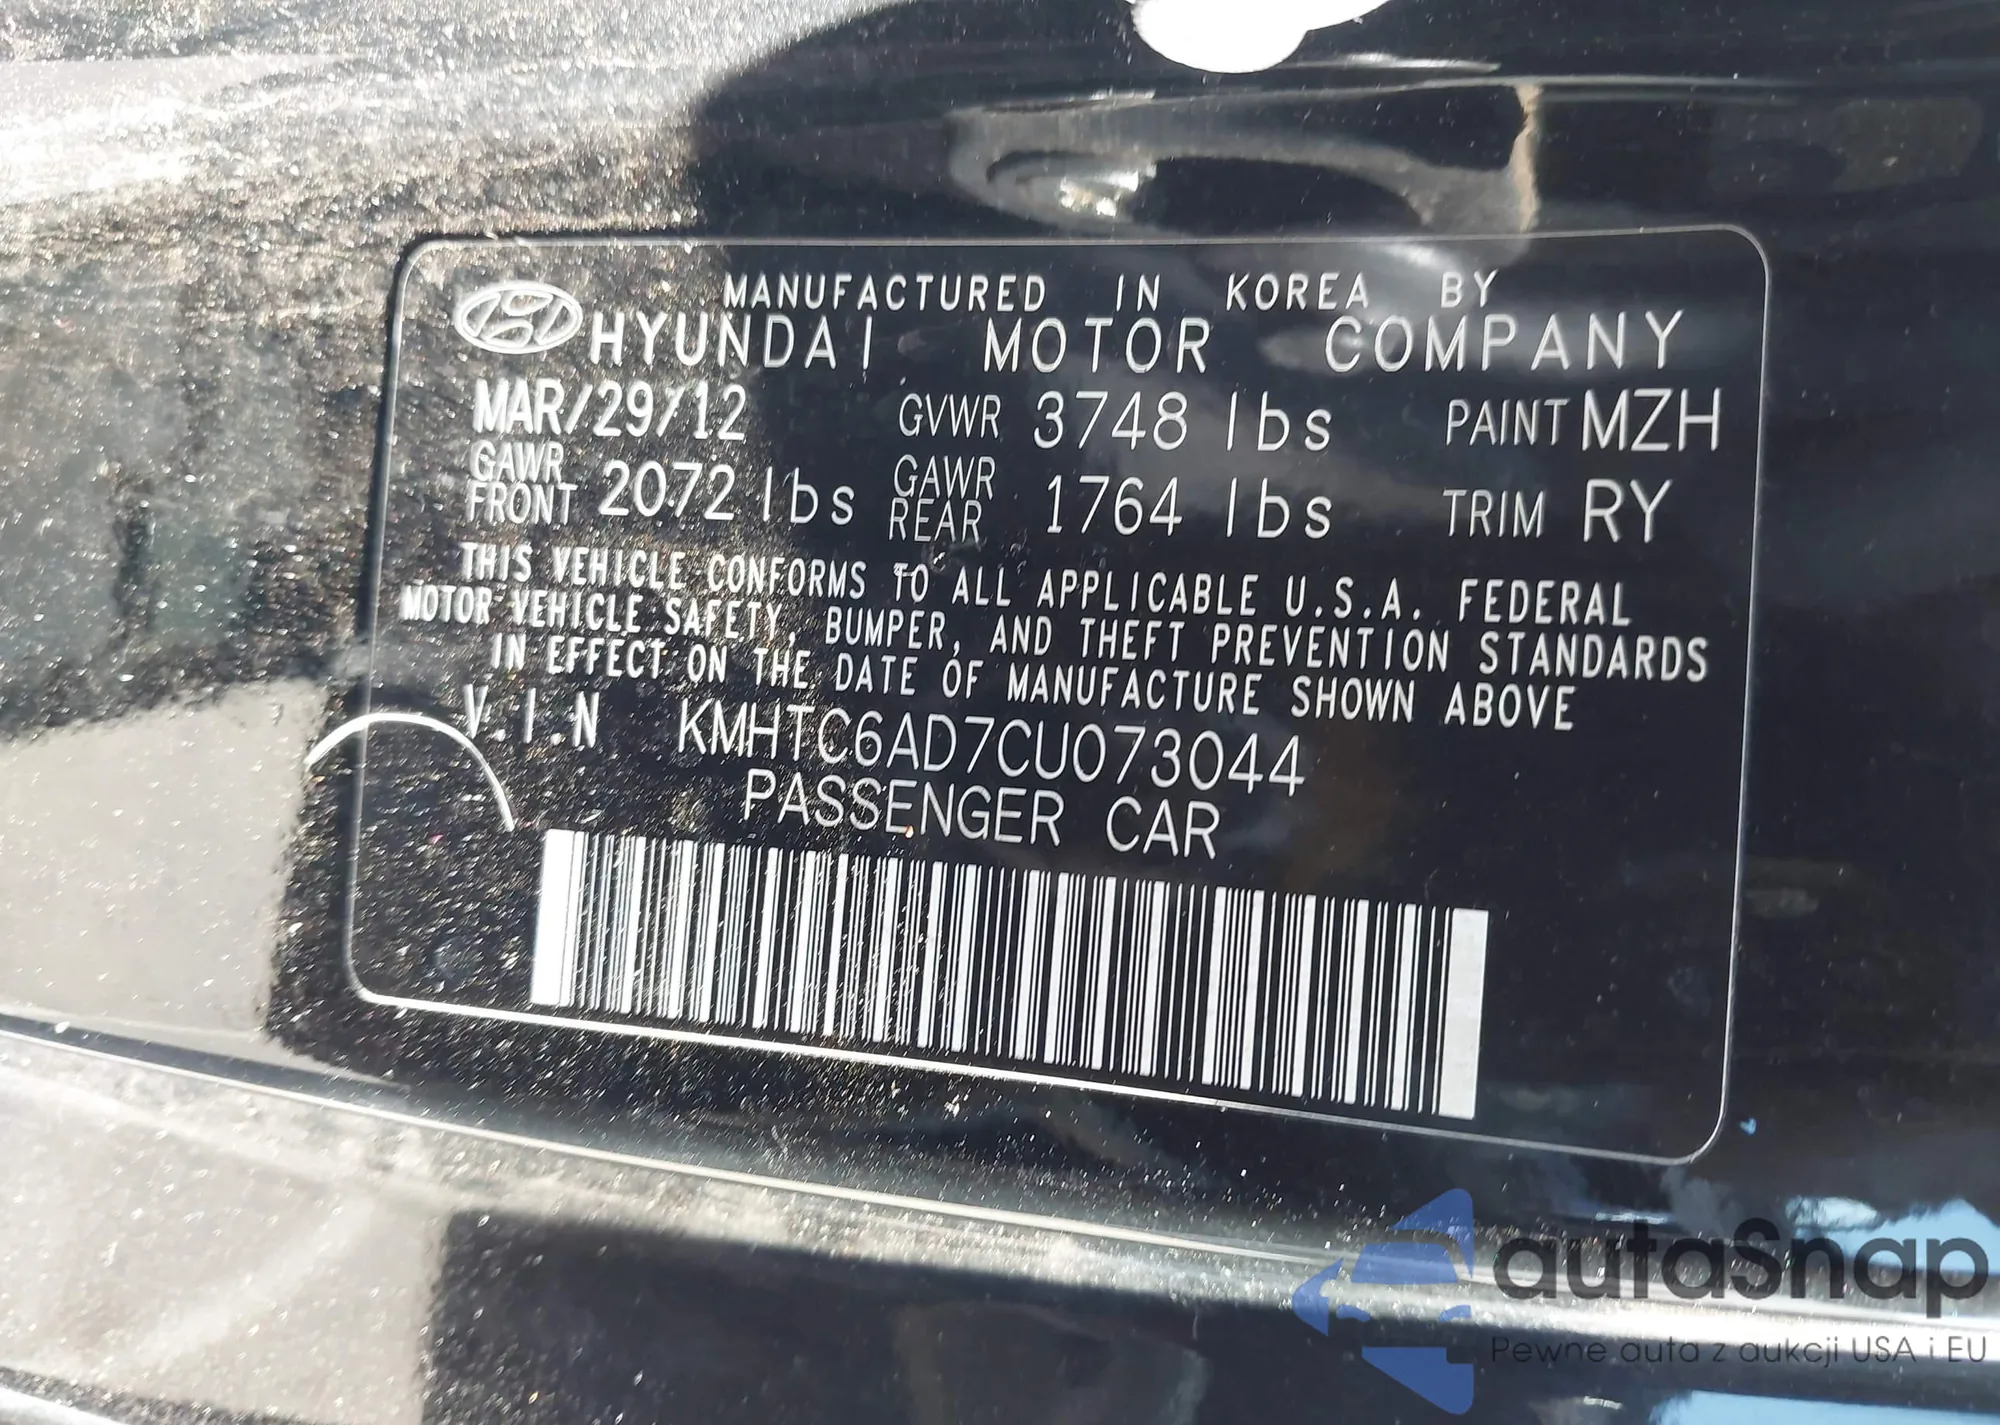 MANUFACTURED IN KOREA BY
HYUNDAI MOTOR COMPANY
MAR/29/12 GVWR 3748 lbs PAINT MZH
GAWR FRONT 2072 lbs GAWR REAR 1764 lbs TRIM RY
THIS VEHICLE CONFORMS TO ALL APPLICABLE U.S.A. FEDERAL
MOTOR VEHICLE SAFETY, BUMPER, AND THEFT PREVENTION STANDARDS
IN EFFECT ON THE DATE OF MANUFACTURE SHOWN ABOVE
V.I.N KMHTC6AD7CU073044
PASSENGER CAR
autaSnap
Pewne auta z aukcji USA i EU